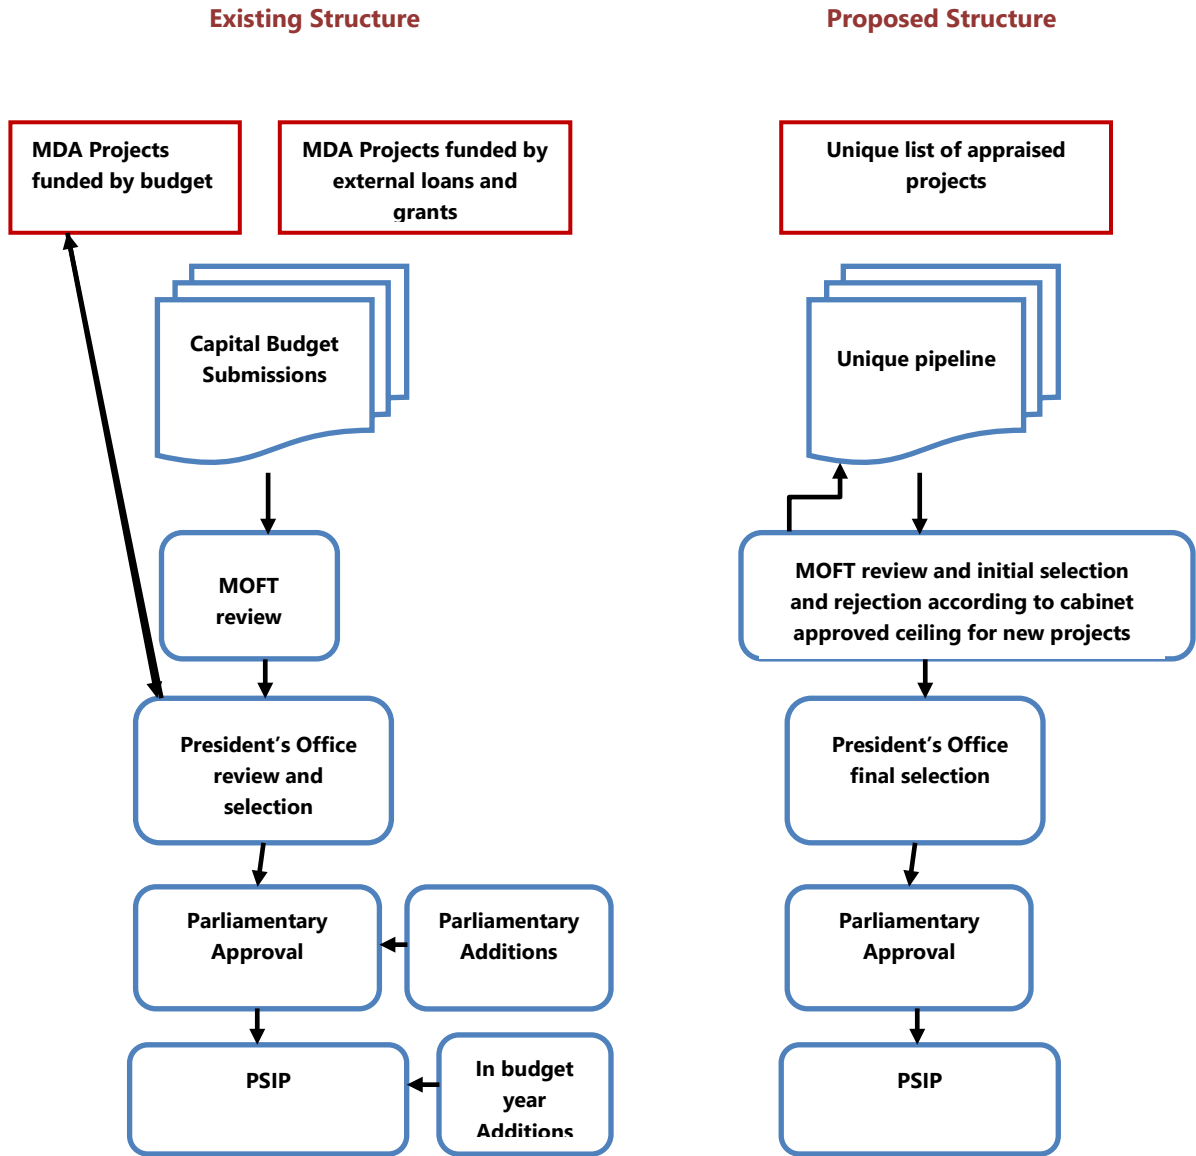 Existing Structure
Proposed Structure
MDA Projects
funded by budget
MDA Projects funded by
external loans and
grants
Unique list of appraised
projects
Capital Budget
Submissions
Unique pipeline
MOFT
review
MOFT review and initial selection
and rejection according to cabinet
approved ceiling for new projects
President’s Office
review and
selection
President’s Office
final selection
Parliamentary
Approval
Parliamentary
Additions
Parliamentary
Approval
PSIP
In budget
year
Additions
PSIP